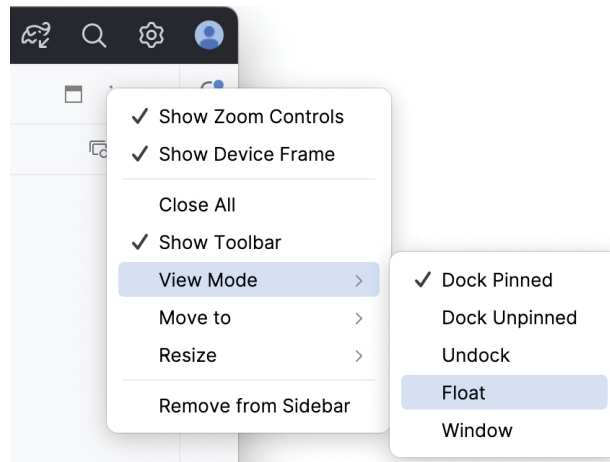 Show Zoom Controls
Show Device Frame
Close All
Show Toolbar
View Mode
Move to
Resize
Remove from Sidebar
Dock Pinned
Dock Unpinned
Undock
Float
Window